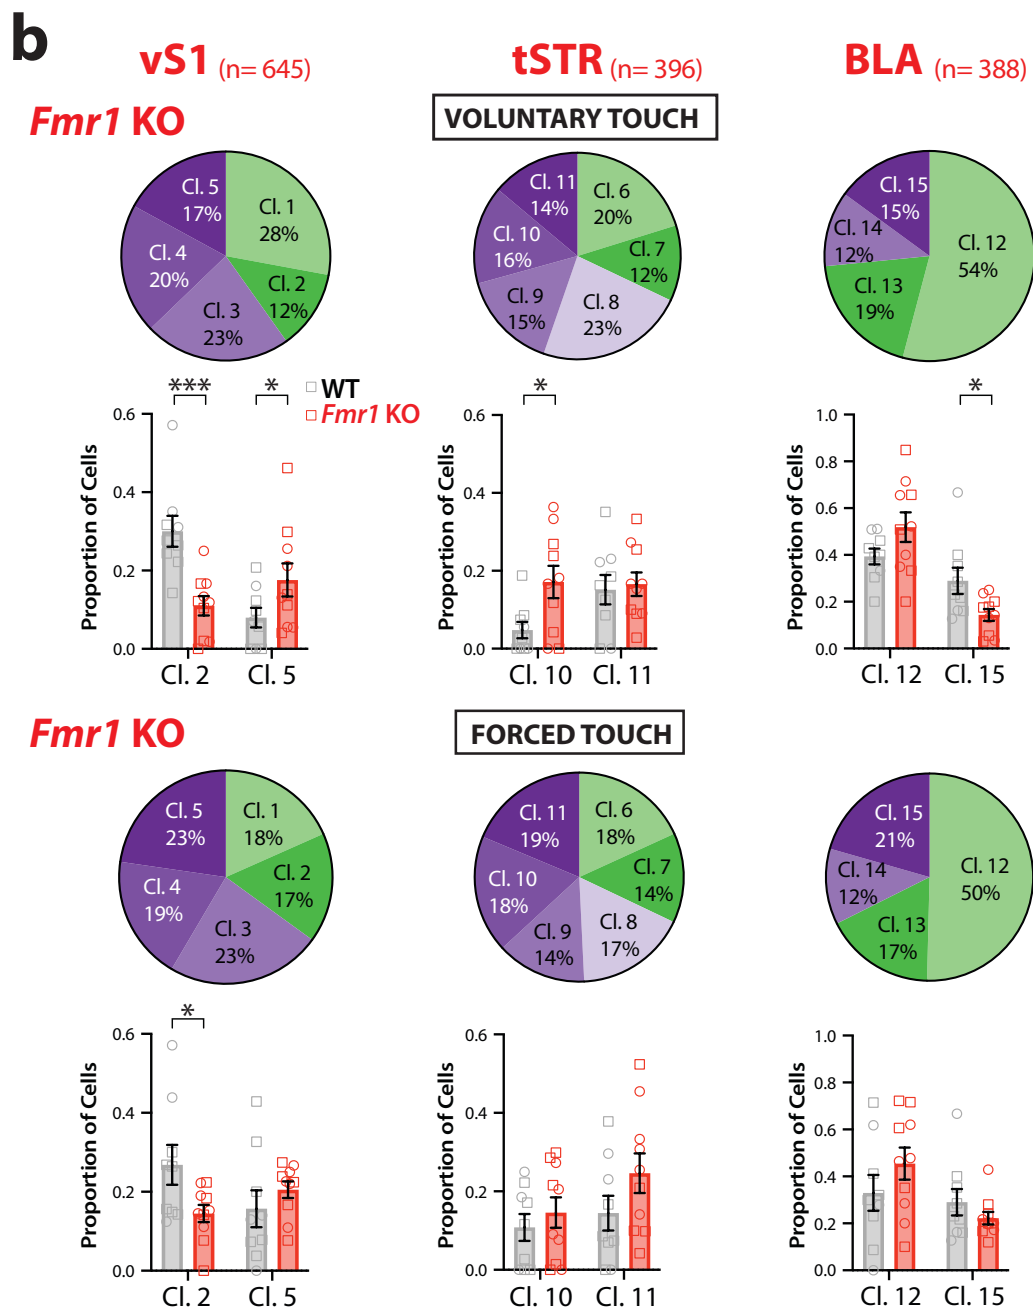 b
vS1 (n= 645)
tSTR (n= 396)
BLA (n= 388)
Fmr1 KO
VOLUNTARY TOUCH
Cl. 5
17%
Cl. 1
28%
Cl. 4
20%
Cl. 2
12%
Cl. 3
23%
Cl. 11
14%
Cl. 6
20%
Cl. 10
16%
Cl. 7
12%
Cl. 9
15%
Cl. 8
23%
Cl. 15
15%
Cl. 14
12%
Cl. 12
54%
Cl. 13
19%
*** *
WT
Fmr1 KO
Proportion of Cells
0.6
0.4
0.2
0.0
Cl. 2 Cl. 5
*
Proportion of Cells
0.6
0.4
0.2
0.0
Cl. 10 Cl. 11
*
Proportion of Cells
1.0
0.8
0.6
0.4
0.2
0.0
Cl. 12 Cl. 15
Fmr1 KO
FORCED TOUCH
Cl. 5
23%
Cl. 1
18%
Cl. 4
19%
Cl. 2
17%
Cl. 3
23%
Cl. 11
19%
Cl. 6
18%
Cl. 10
18%
Cl. 7
14%
Cl. 9
14%
Cl. 8
17%
Cl. 15
21%
Cl. 14
12%
Cl. 12
50%
Cl. 13
17%
*
Proportion of Cells
0.6
0.4
0.2
0.0
Cl. 2 Cl. 5
Proportion of Cells
0.6
0.4
0.2
0.0
Cl. 10 Cl. 11
Proportion of Cells
1.0
0.8
0.6
0.4
0.2
0.0
Cl. 12 Cl. 15